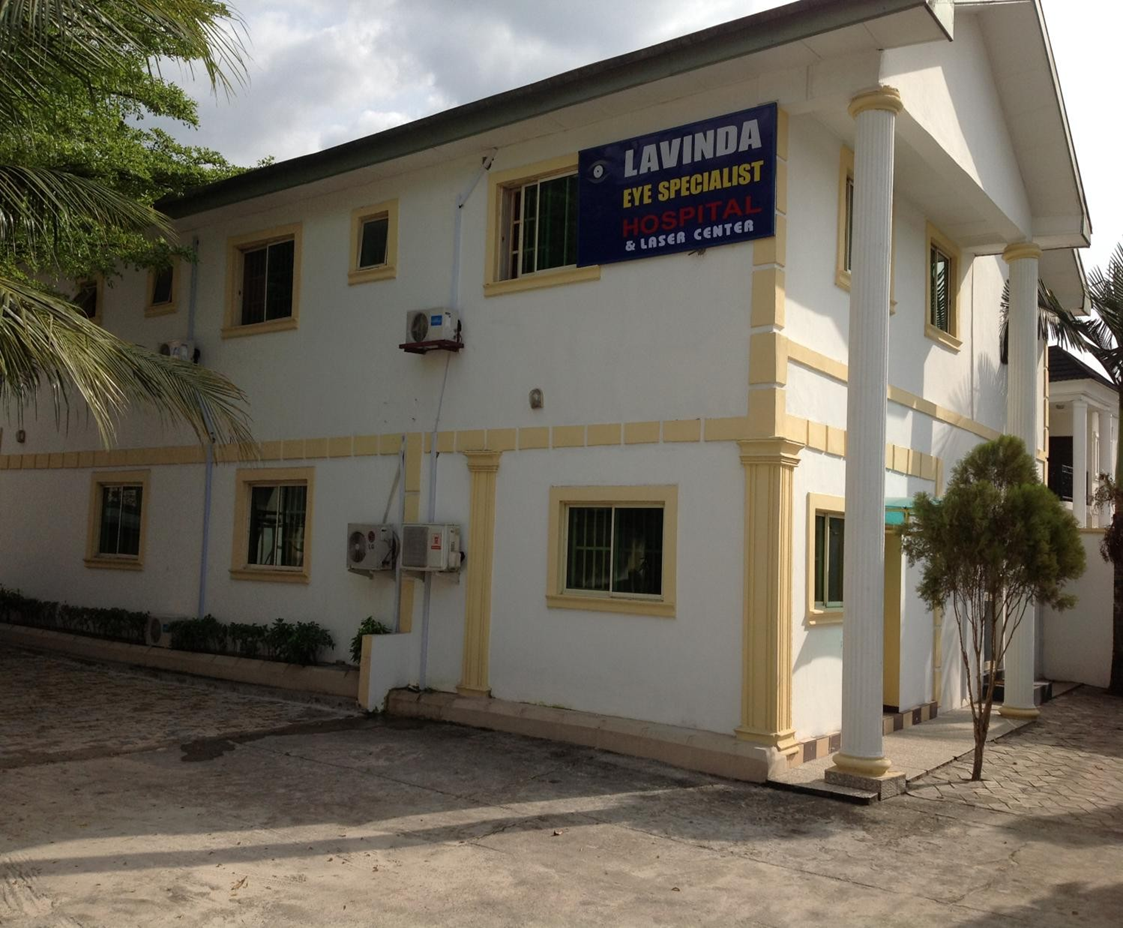 LAVINDA
EYE SPECIALIST
HOSPITAL
& LASER CENTER